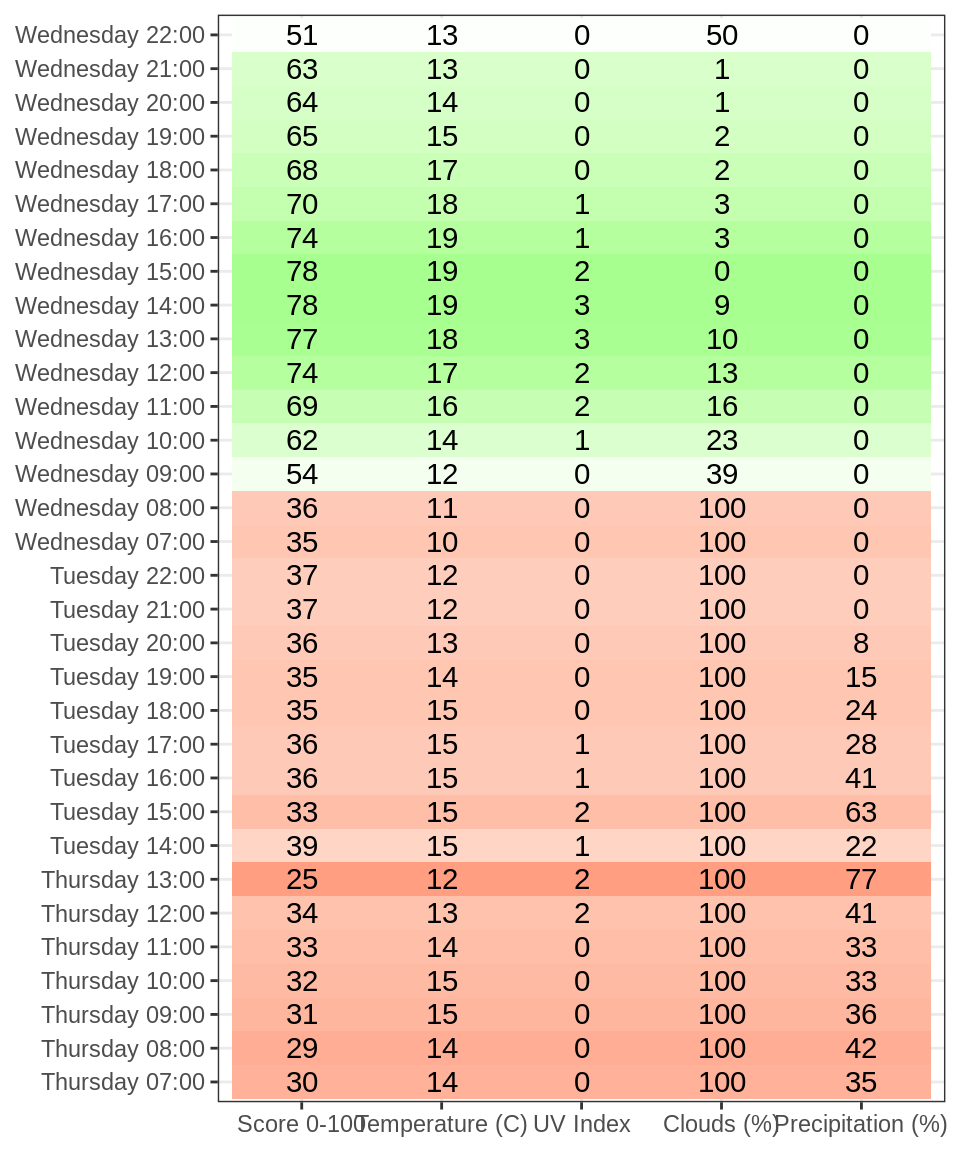 Wednesday 22:00 51 13 0 50 0
Wednesday 21:00 63 13 0 1 0
Wednesday 20:00 64 14 0 1 0
Wednesday 19:00 65 15 0 2 0
Wednesday 18:00 68 17 0 2 0
Wednesday 17:00 70 18 1 3 0
Wednesday 16:00 74 19 1 3 0
Wednesday 15:00 78 19 2 0 0
Wednesday 14:00 78 19 3 9 0
Wednesday 13:00 77 18 3 10 0
Wednesday 12:00 74 17 2 13 0
Wednesday 11:00 69 16 2 16 0
Wednesday 10:00 62 14 1 23 0
Wednesday 09:00 54 12 0 39 0
Wednesday 08:00 36 11 0 100 0
Wednesday 07:00 35 10 0 100 0
Tuesday 22:00 37 12 0 100 0
Tuesday 21:00 37 12 0 100 0
Tuesday 20:00 36 13 0 100 8
Tuesday 19:00 35 14 0 100 15
Tuesday 18:00 35 15 0 100 24
Tuesday 17:00 36 15 1 100 28
Tuesday 16:00 36 15 1 100 41
Tuesday 15:00 33 15 2 100 63
Tuesday 14:00 39 15 1 100 22
Thursday 13:00 25 12 2 100 77
Thursday 12:00 34 13 2 100 41
Thursday 11:00 33 14 0 100 33
Thursday 10:00 32 15 0 100 33
Thursday 09:00 31 15 0 100 36
Thursday 08:00 29 14 0 100 42
Thursday 07:00 30 14 0 100 35
Score 0-100 Temperature (C) UV Index Clouds (%) Precipitation (%)